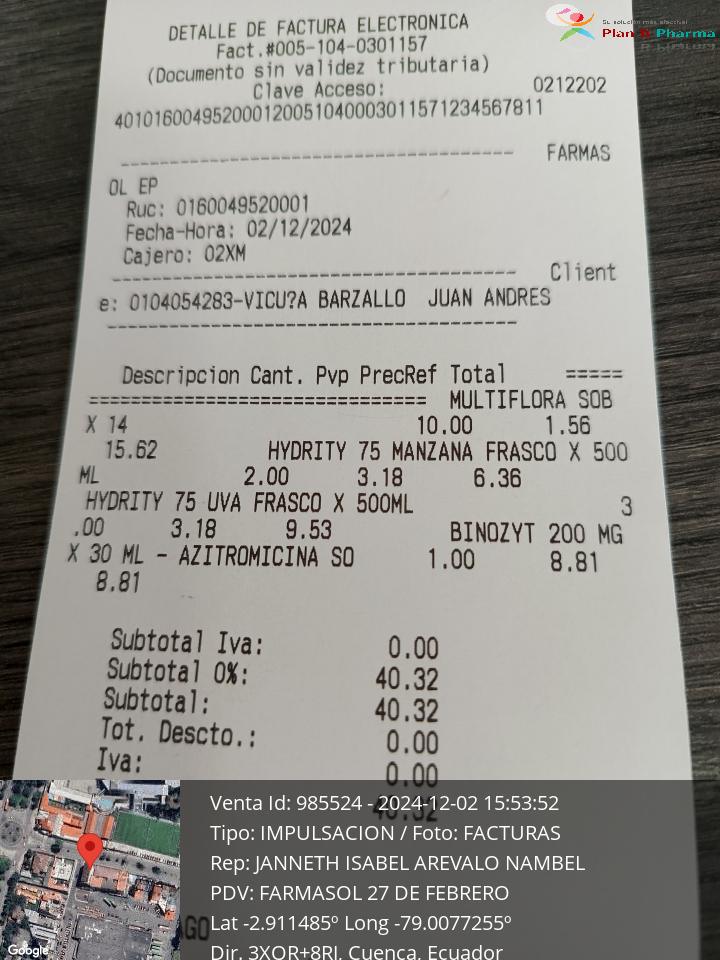 Su solución más efectiva!
Plan & Pharma
DETALLE DE FACTURA ELECTRONICA
Fact.#005-104-0301157
(Documento sin validez tributaria)
Clave Acceso: 0212202
401016004952000120051040003011571234567811
------------------------------------- FARMAS
OL EP
Ruc: 0160049520001
Fecha-Hora: 02/12/2024
Cajero: 02XM
------------------------------------- Client
e: 0104054283-VICU?A BARZALLO JUAN ANDRES
-------------------------------------
Descripcion Cant. Pvp PrecRef Total =====
================================ MULTIFLORA SOB
X 14 10.00 1.56
15.62 HYDRITY 75 MANZANA FRASCO X 500
ML 2.00 3.18 6.36
HYDRITY 75 UVA FRASCO X 500ML 3
.00 3.18 9.53 BINOZYT 200 MG
X 30 ML - AZITROMICINA SO 1.00 8.81
8.81
Subtotal Iva: 0.00
Subtotal 0%: 40.32
Subtotal: 40.32
Tot. Descto.: 0.00
Iva: 0.00
40.32
Venta Id: 985524 - 2024-12-02 15:53:52
Tipo: IMPULSACION / Foto: FACTURAS
Rep: JANNETH ISABEL AREVALO NAMBEL
PDV: FARMASOL 27 DE FEBRERO
Lat -2.911485º Long -79.0077255º
Dir. 3XQR+8RJ, Cuenca, Ecuador
Google